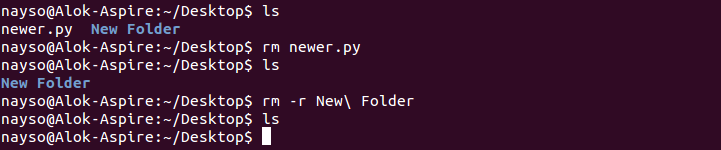 nayso@Alok-Aspire:~/Desktop$ ls
newer.py  New Folder
nayso@Alok-Aspire:~/Desktop$ rm newer.py
nayso@Alok-Aspire:~/Desktop$ ls
New Folder
nayso@Alok-Aspire:~/Desktop$ rm -r New\ Folder
nayso@Alok-Aspire:~/Desktop$ ls
nayso@Alok-Aspire:~/Desktop$